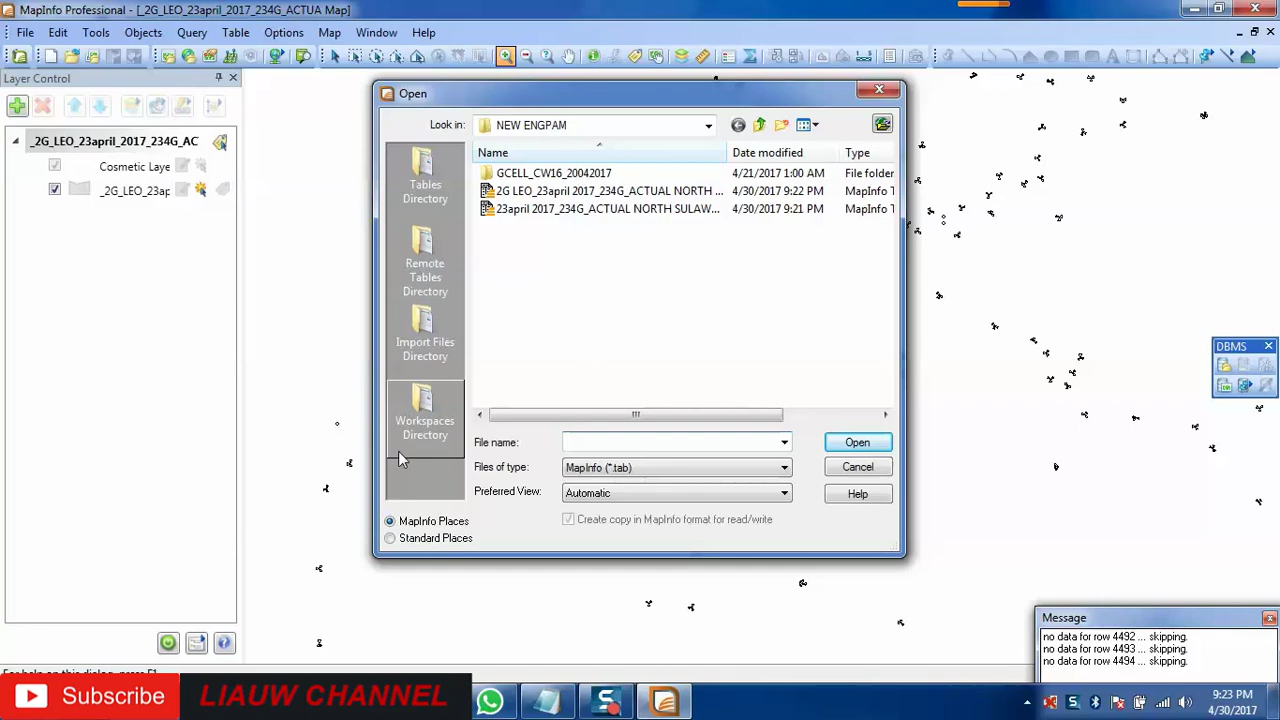 MapInfo Professional - [_2G_LEO_23april_2017_234G_ACTUA Map]
File Edit Tools Objects Query Table Options Map Window Help
Layer Control
_2G_LEO_23april_2017_234G_AC
Cosmetic Laye
_2G_LEO_23ap
Open
Look in: NEW ENGPAM
Tables
Directory
Remote
Tables
Directory
Import Files
Directory
Workspaces
Directory
Name Date modified Type
GCELL_CW16_20042017 4/21/2017 1:00 AM File folder
2G LEO_23april 2017_234G_ACTUAL NORTH ... 4/30/2017 9:22 PM MapInfo T
23april 2017_234G_ACTUAL NORTH SULAW... 4/30/2017 9:21 PM MapInfo T
File name: Open
Files of type: MapInfo (*.tab) Cancel
Preferred View: Automatic Help
MapInfo Places
Create copy in MapInfo format for read/write
Standard Places
DBMS
Message
no data for row 4492 ... skipping.
no data for row 4493 ... skipping.
no data for row 4494 ... skipping.
Subscribe LIAUW CHANNEL
9:23 PM
4/30/2017